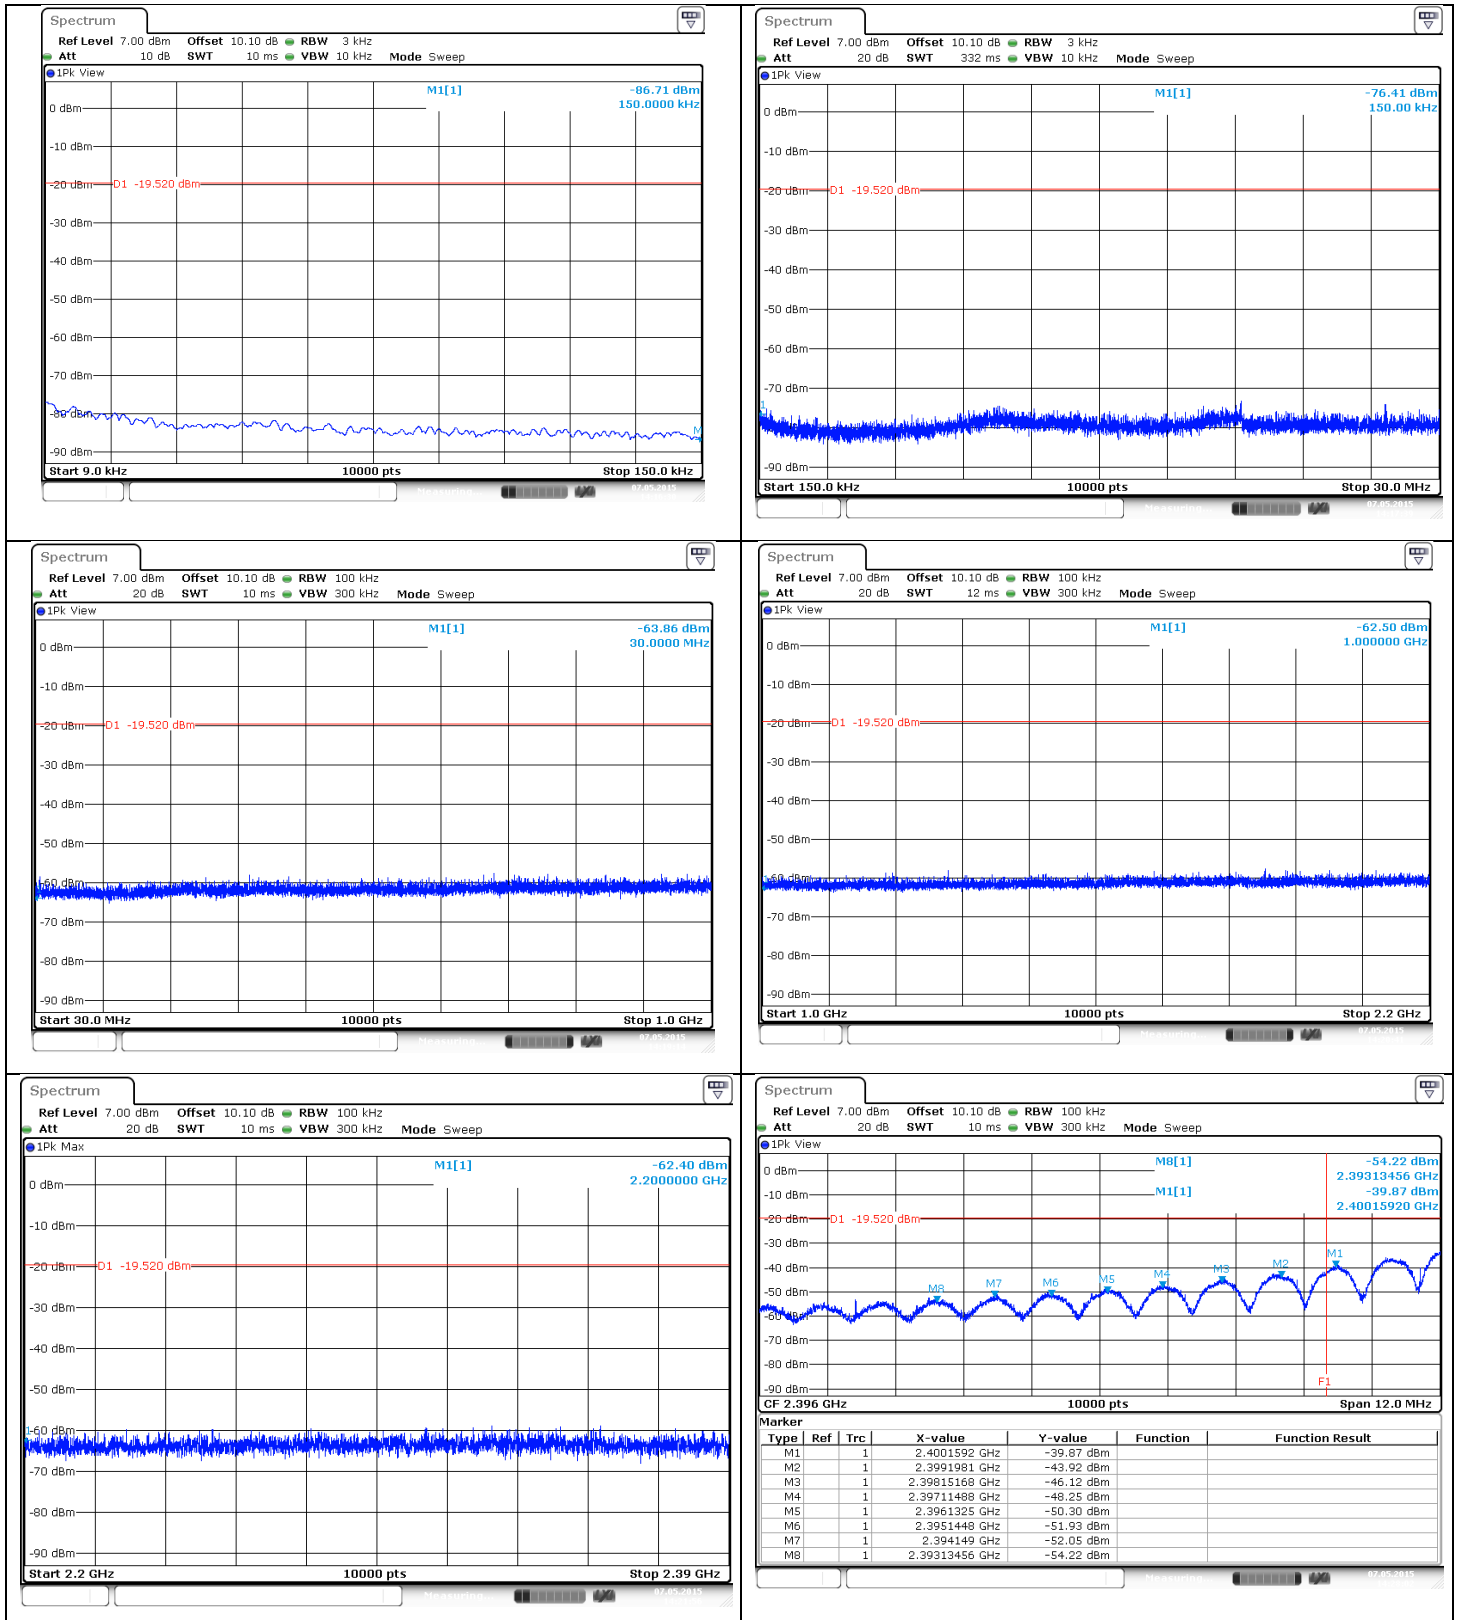 Spectrum
Ref Level 7.00 dBm Offset 10.10 dB RBW 3 kHz
Att 10 dB SWT 10 ms VBW 10 kHz Mode Sweep
1Pk View
M1[1] -86.71 dBm
150.0000 kHz
0 dBm
-10 dBm
-20 dBm
D1 -19.520 dBm
-30 dBm
-40 dBm
-50 dBm
-60 dBm
-70 dBm
-80 dBm
-90 dBm
Start 9.0 kHz 10000 pts Stop 150.0 kHz
Measuring... 07.05.2015
Spectrum
Ref Level 7.00 dBm Offset 10.10 dB RBW 3 kHz
Att 20 dB SWT 332 ms VBW 10 kHz Mode Sweep
1Pk View
M1[1] -76.41 dBm
150.00 kHz
0 dBm
-10 dBm
-20 dBm
D1 -19.520 dBm
-30 dBm
-40 dBm
-50 dBm
-60 dBm
-70 dBm
-80 dBm
-90 dBm
Start 150.0 kHz 10000 pts Stop 30.0 MHz
Measuring... 07.05.2015
Spectrum
Ref Level 7.00 dBm Offset 10.10 dB RBW 100 kHz
Att 20 dB SWT 10 ms VBW 300 kHz Mode Sweep
1Pk View
M1[1] -63.86 dBm
30.0000 MHz
0 dBm
-10 dBm
-20 dBm
D1 -19.520 dBm
-30 dBm
-40 dBm
-50 dBm
-60 dBm
-70 dBm
-80 dBm
-90 dBm
Start 30.0 MHz 10000 pts Stop 1.0 GHz
Measuring... 07.05.2015
Spectrum
Ref Level 7.00 dBm Offset 10.10 dB RBW 100 kHz
Att 20 dB SWT 12 ms VBW 300 kHz Mode Sweep
1Pk View
M1[1] -62.50 dBm
1.000000 GHz
0 dBm
-10 dBm
-20 dBm
D1 -19.520 dBm
-30 dBm
-40 dBm
-50 dBm
-60 dBm
-70 dBm
-80 dBm
-90 dBm
Start 1.0 GHz 10000 pts Stop 2.2 GHz
Measuring... 07.05.2015
Spectrum
Ref Level 7.00 dBm Offset 10.10 dB RBW 100 kHz
Att 20 dB SWT 10 ms VBW 300 kHz Mode Sweep
1Pk Max
M1[1] -62.40 dBm
2.2000000 GHz
0 dBm
-10 dBm
-20 dBm
D1 -19.520 dBm
-30 dBm
-40 dBm
-50 dBm
-60 dBm
-70 dBm
-80 dBm
-90 dBm
Start 2.2 GHz 10000 pts Stop 2.39 GHz
Measuring... 07.05.2015
Spectrum
Ref Level 7.00 dBm Offset 10.10 dB RBW 100 kHz
Att 20 dB SWT 10 ms VBW 300 kHz Mode Sweep
1Pk View
M8[1] -54.22 dBm
2.39313456 GHz
M1[1] -39.87 dBm
2.40015920 GHz
0 dBm
-10 dBm
-20 dBm
D1 -19.520 dBm
-30 dBm
-40 dBm
-50 dBm
-60 dBm
-70 dBm
-80 dBm
-90 dBm
M8 M7 M6 M5 M4 M3 M2 M1
F1
CF 2.396 GHz 10000 pts Span 12.0 MHz
Marker
Type Ref Trc X-value Y-value Function Function Result
M1 1 2.4001592 GHz -39.87 dBm
M2 1 2.3991981 GHz -43.92 dBm
M3 1 2.39815168 GHz -46.12 dBm
M4 1 2.39711488 GHz -48.25 dBm
M5 1 2.3961325 GHz -50.30 dBm
M6 1 2.3951448 GHz -51.93 dBm
M7 1 2.394149 GHz -52.05 dBm
M8 1 2.39313456 GHz -54.22 dBm
Measuring... 07.05.2015